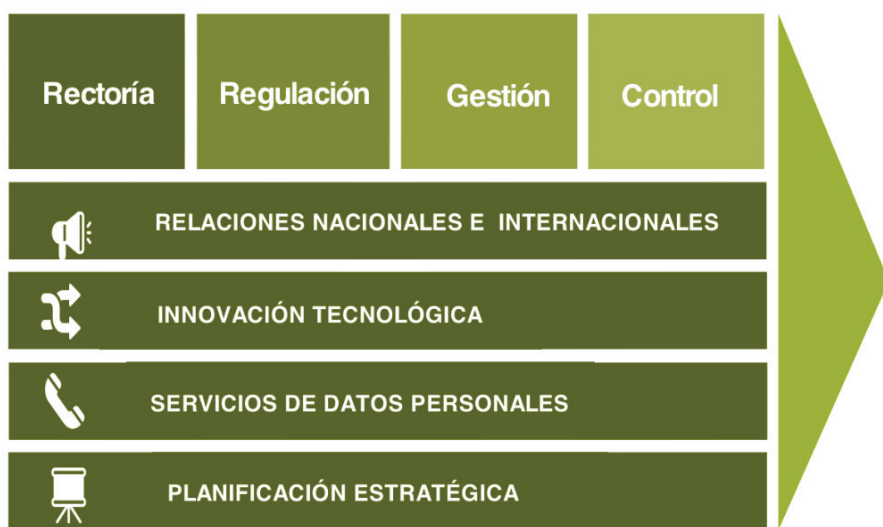 Rectoría
Regulación
Gestión
Control
RELACIONES NACIONALES E INTERNACIONALES
INNOVACIÓN TECNOLÓGICA
SERVICIOS DE DATOS PERSONALES
PLANIFICACIÓN ESTRATÉGICA